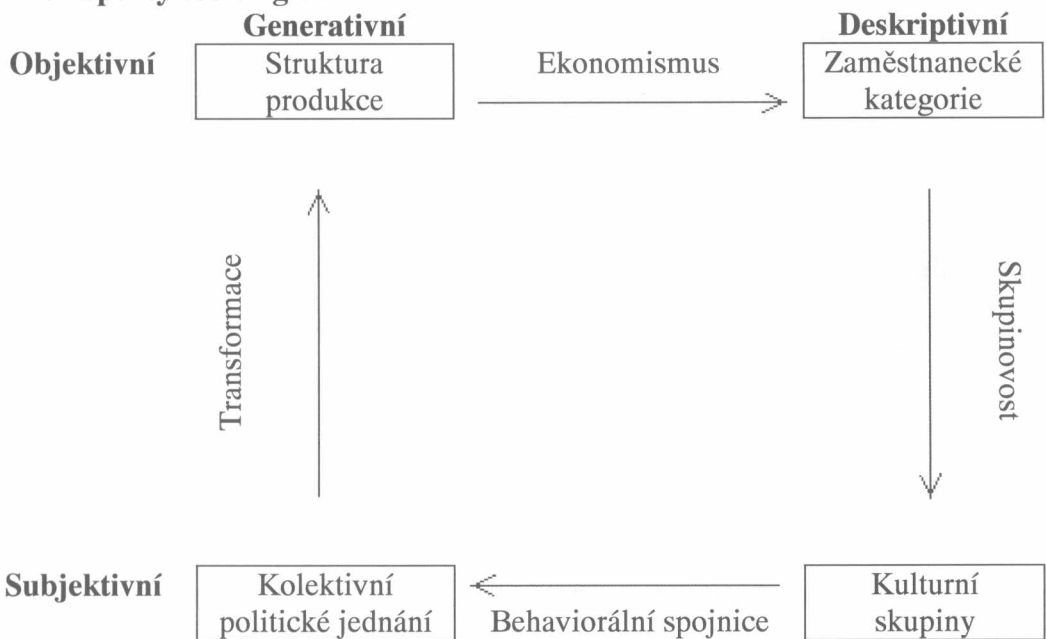 Generativní Deskriptivní
Objektivní Struktura produkce Ekonomismus Zaměstnanecké kategorie
Transformace Skupinovost
Subjektivní Kolektivní politické jednání Behaviorální spojnice Kulturní skupiny